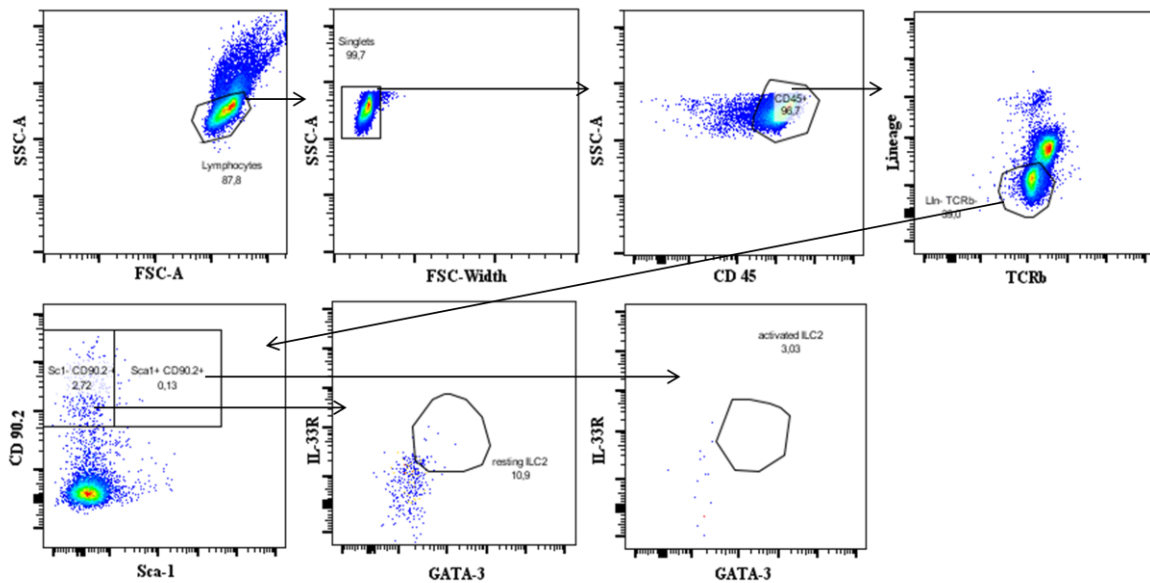 SSC-A
Lymphocytes
87,8
FSC-A
SSC-A
Singlets
99,7
FSC-Width
SSC-A
CD45+
96,7
CD 45
Lineage
LIn- TCRb-
39,0
TCRb
CD 90.2
Sc1- CD90.2 +
2,72
Sca1+ CD90.2+
0,13
Sca-1
IL-33R
resting ILC2
10,9
GATA-3
IL-33R
activated ILC2
3,03
GATA-3